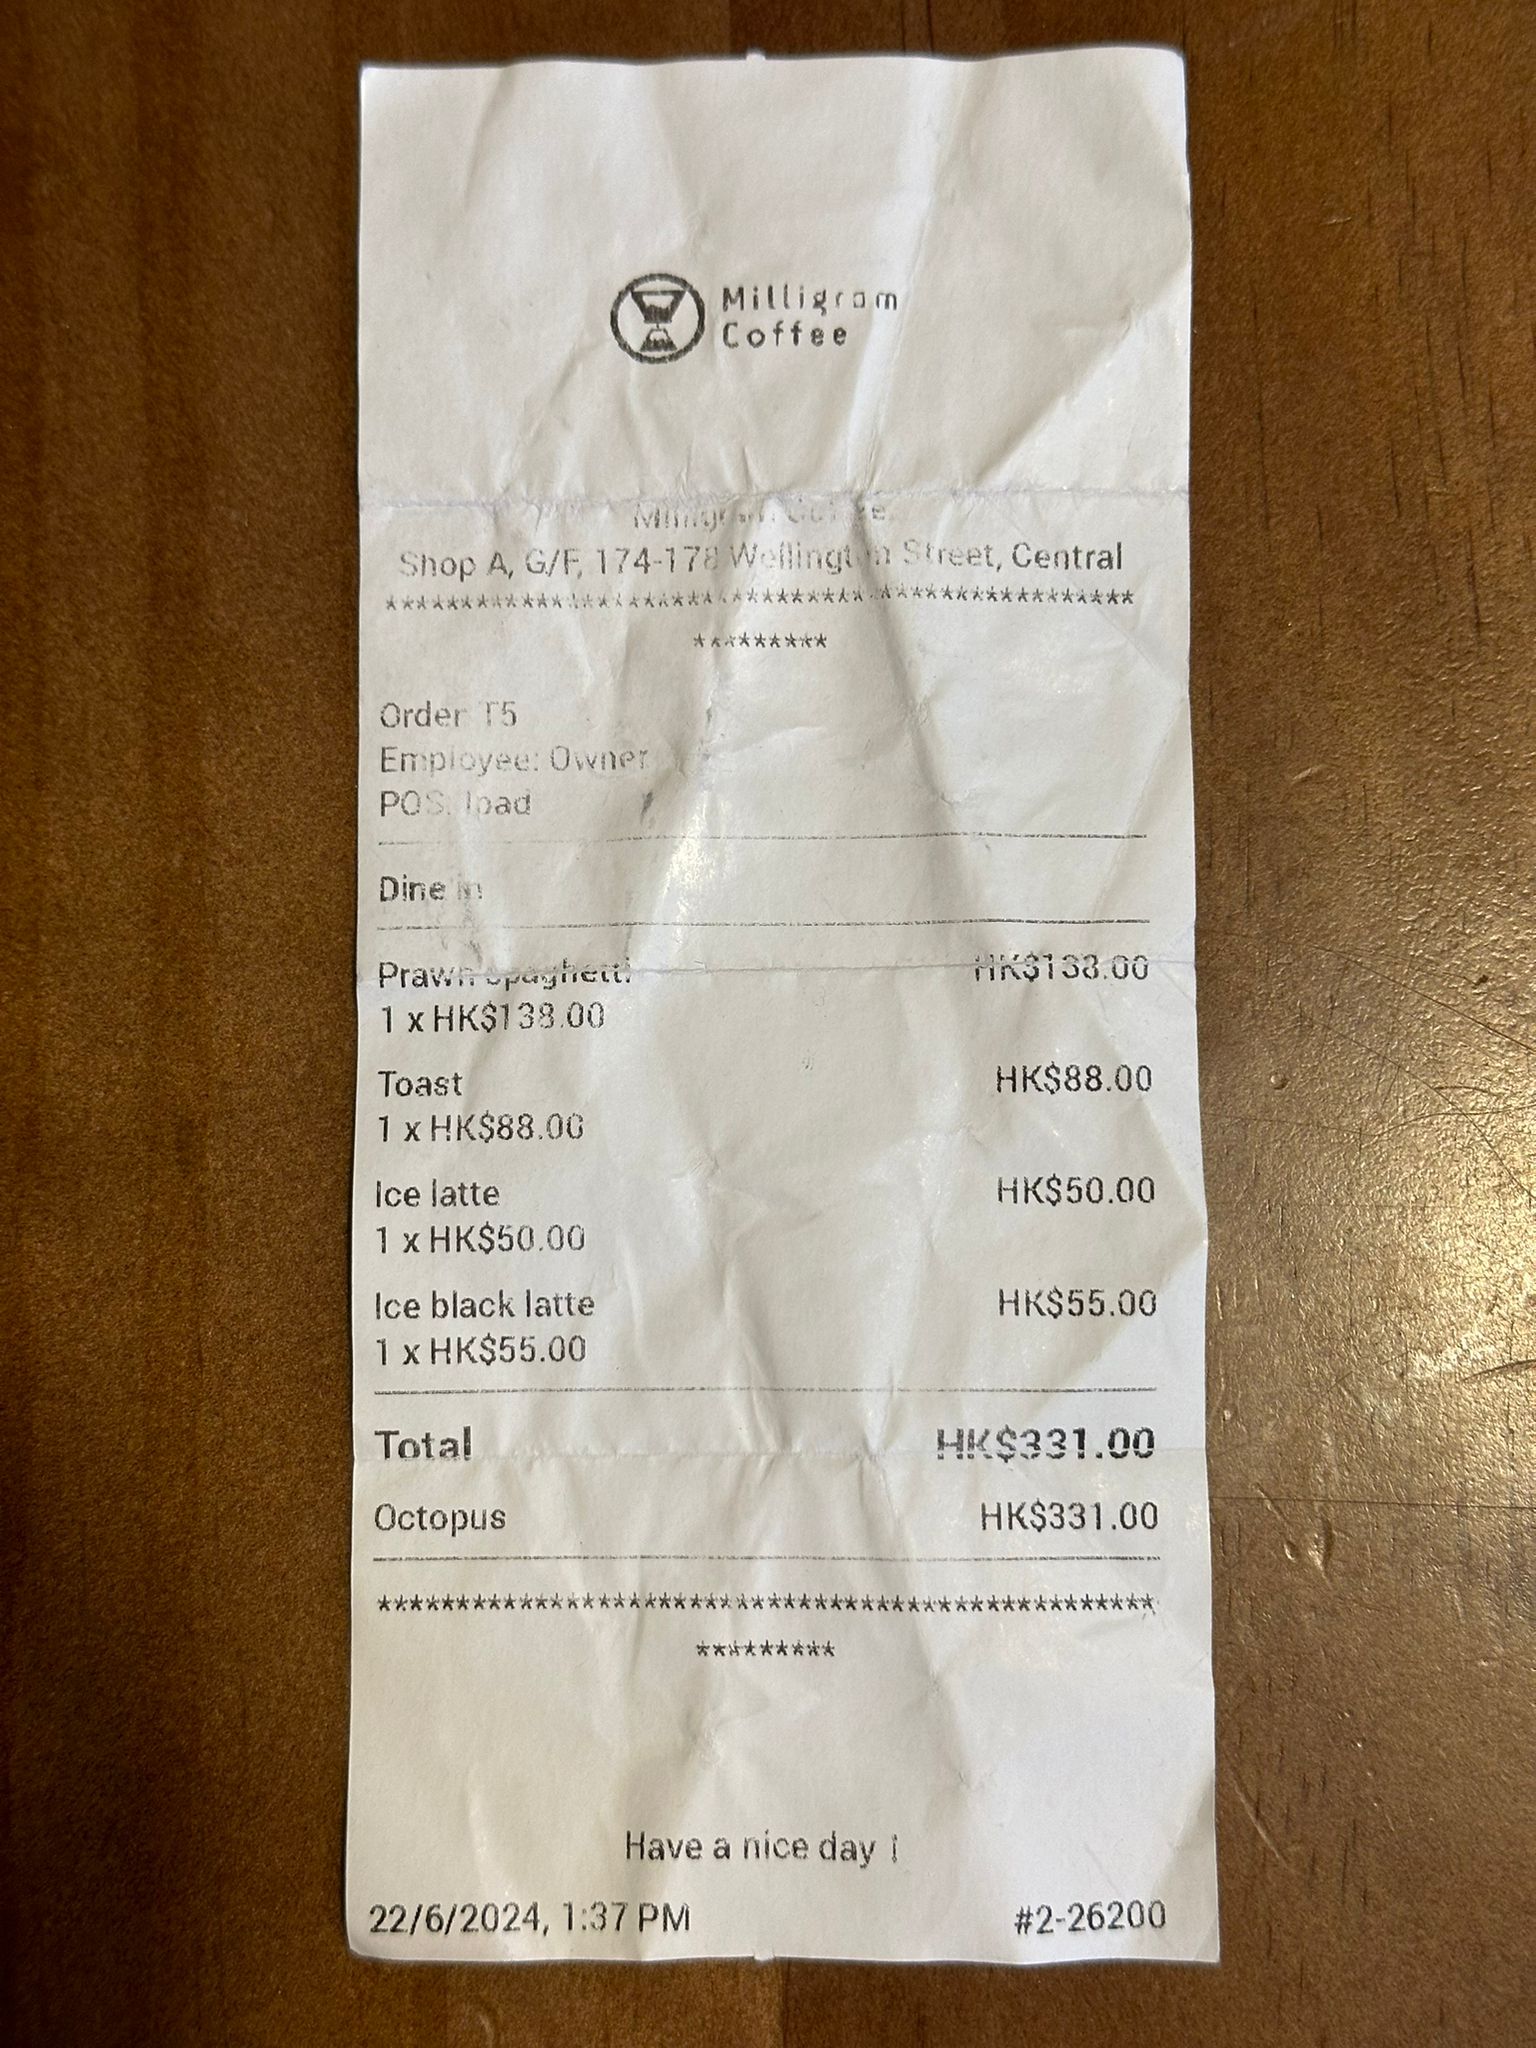 Milligram
Coffee
Milligram Coffee
Shop A, G/F, 174-178 Wellington Street, Central
**************************************************
*********
Order: T5
Employee: Owner
POS: Ipad
Dine in
Prawn spaghetti HK$138.00
1 x HK$138.00
Toast HK$88.00
1 x HK$88.00
Ice latte HK$50.00
1 x HK$50.00
Ice black latte HK$55.00
1 x HK$55.00
Total HK$331.00
Octopus HK$331.00
**************************************************
*********
Have a nice day !
22/6/2024, 1:37 PM #2-26200